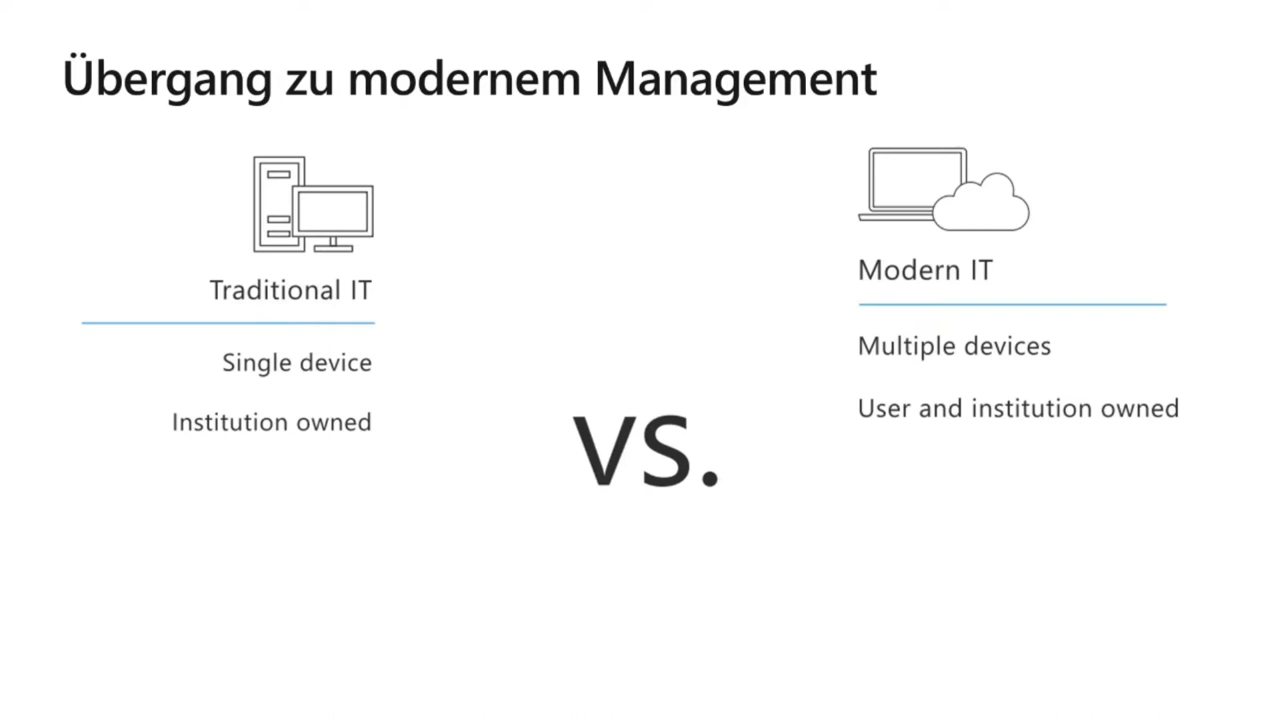 Übergang zu modernem Management
Traditional IT
Single device
Institution owned
vs.
Modern IT
Multiple devices
User and institution owned